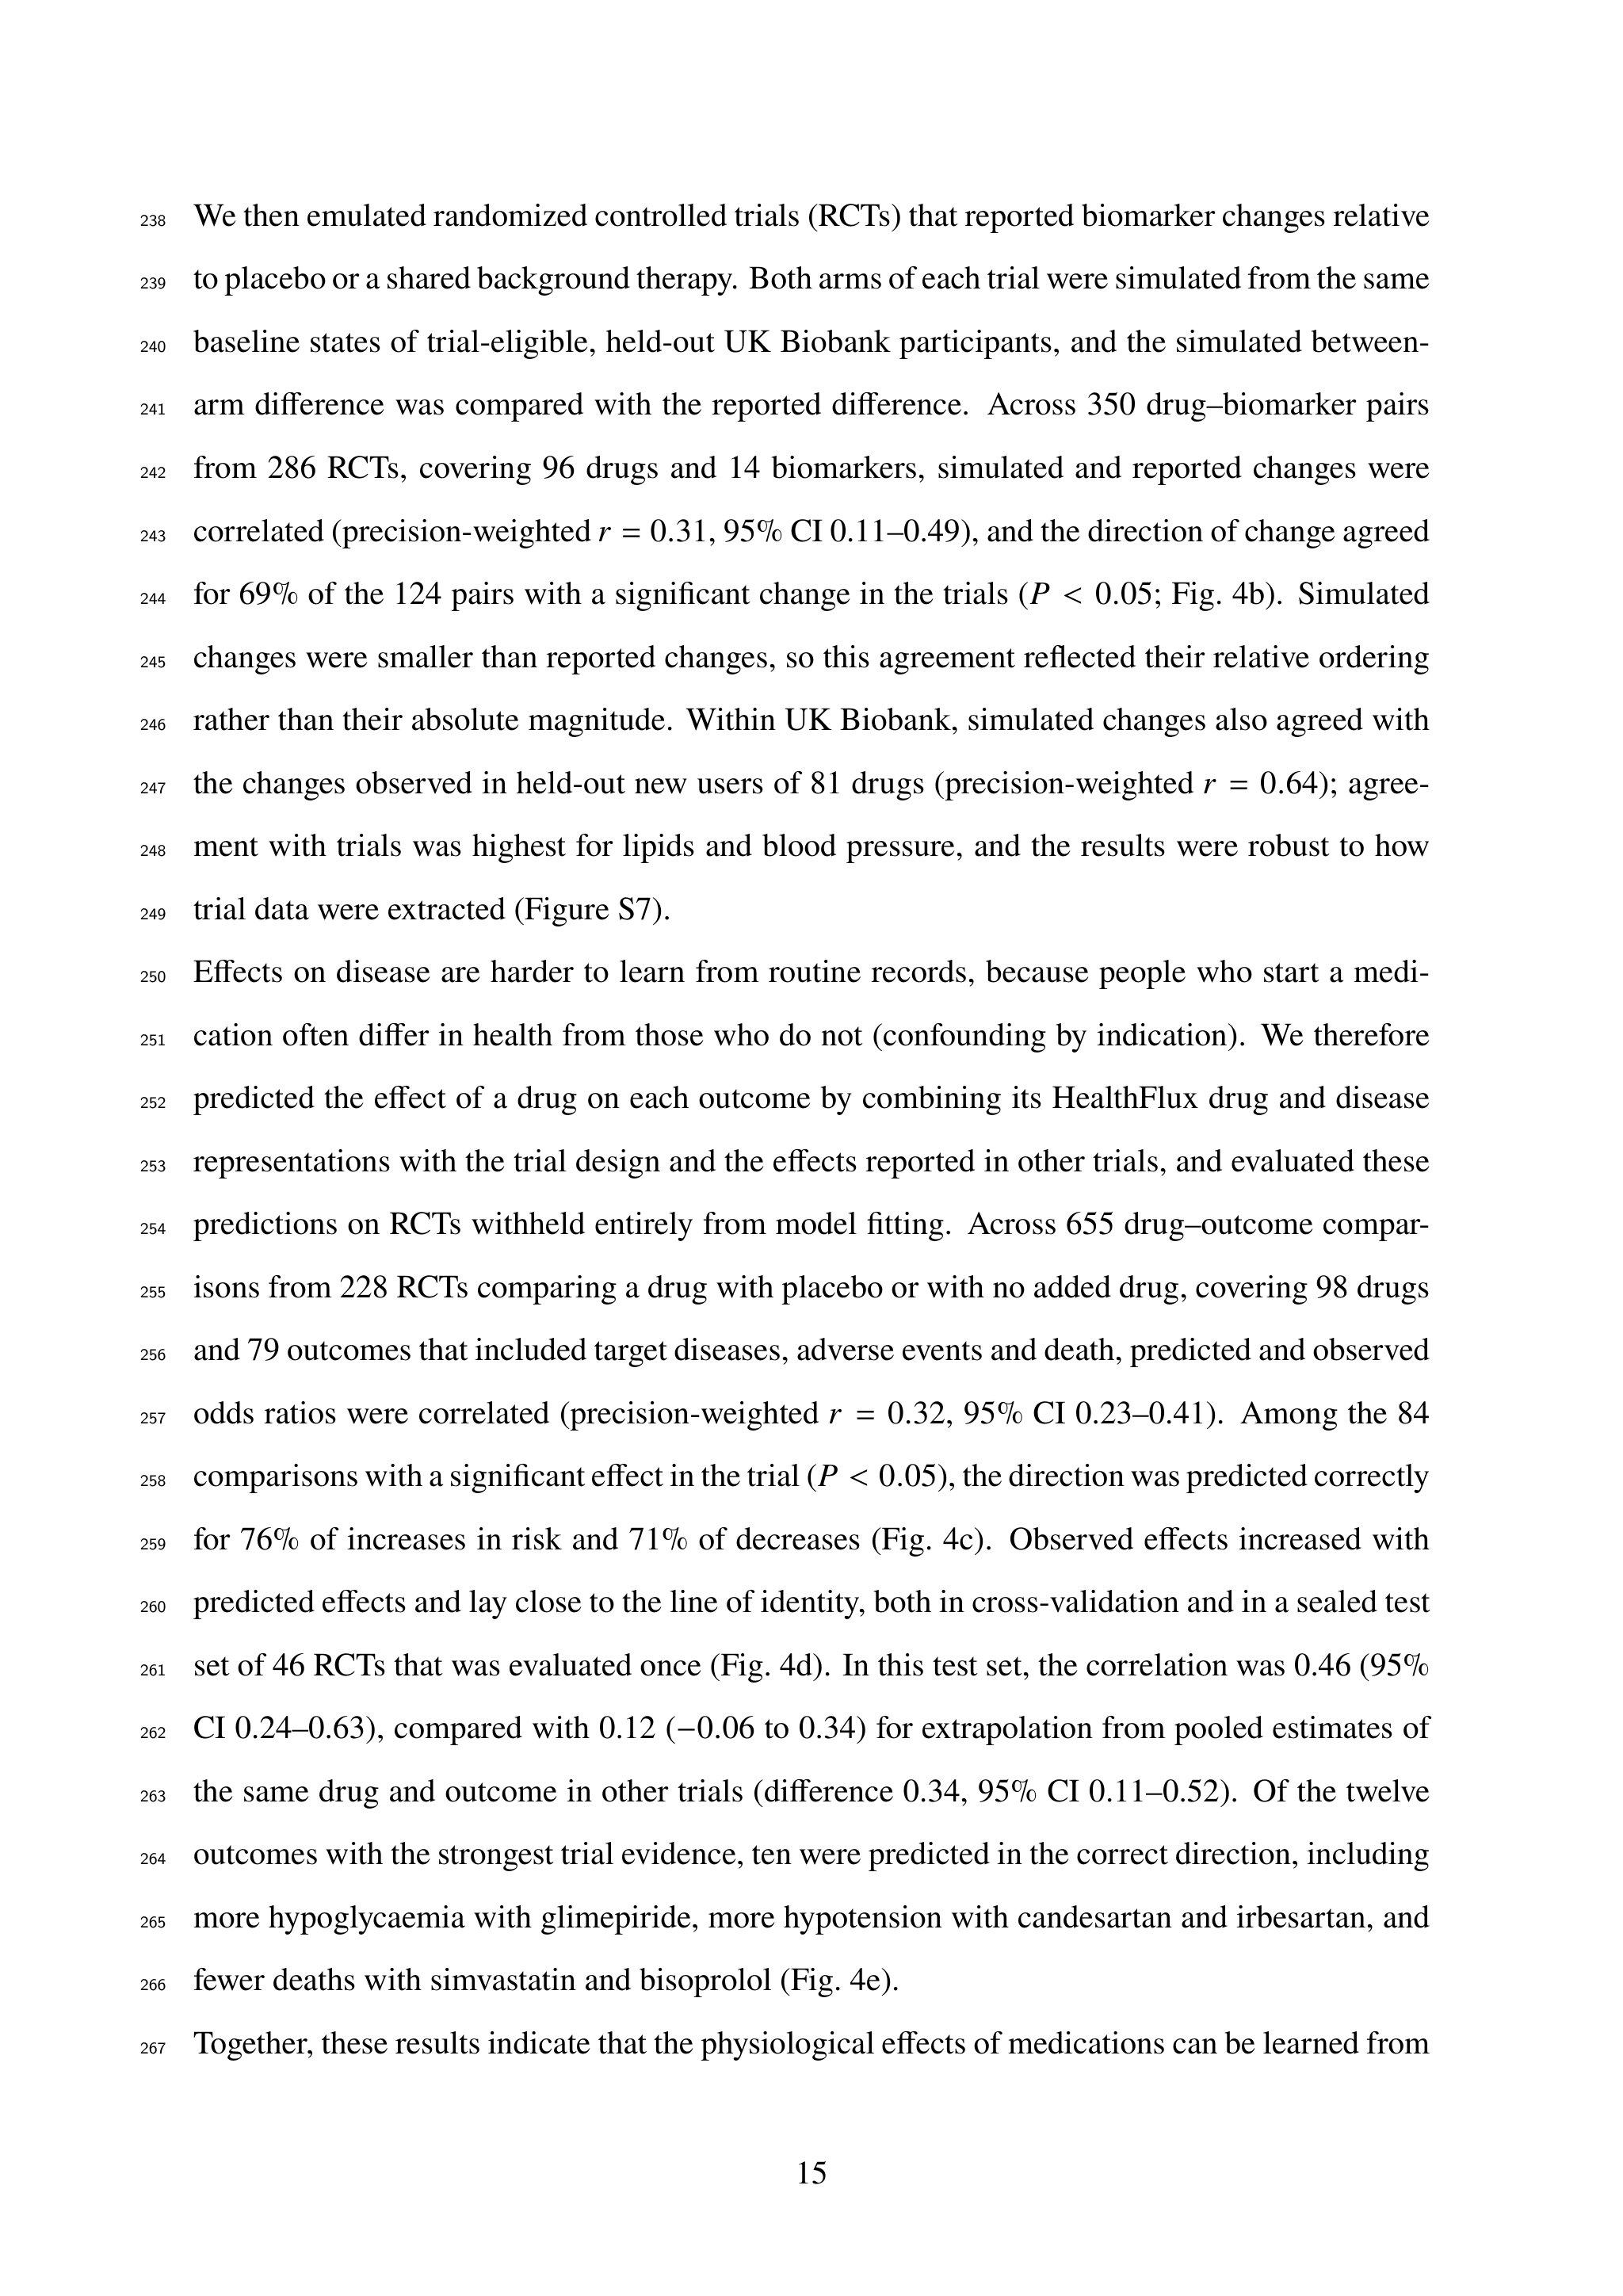 238 We then emulated randomized controlled trials (RCTs) that reported biomarker changes relative
239 to placebo or a shared background therapy. Both arms of each trial were simulated from the same
240 baseline states of trial-eligible, held-out UK Biobank participants, and the simulated between-
241 arm difference was compared with the reported difference. Across 350 drug–biomarker pairs
242 from 286 RCTs, covering 96 drugs and 14 biomarkers, simulated and reported changes were
243 correlated (precision-weighted r = 0.31, 95% CI 0.11–0.49), and the direction of change agreed
244 for 69% of the 124 pairs with a significant change in the trials (P < 0.05; Fig. 4b). Simulated
245 changes were smaller than reported changes, so this agreement reflected their relative ordering
246 rather than their absolute magnitude. Within UK Biobank, simulated changes also agreed with
247 the changes observed in held-out new users of 81 drugs (precision-weighted r = 0.64); agree-
248 ment with trials was highest for lipids and blood pressure, and the results were robust to how
249 trial data were extracted (Figure S7).
250 Effects on disease are harder to learn from routine records, because people who start a medi-
251 cation often differ in health from those who do not (confounding by indication). We therefore
252 predicted the effect of a drug on each outcome by combining its HealthFlux drug and disease
253 representations with the trial design and the effects reported in other trials, and evaluated these
254 predictions on RCTs withheld entirely from model fitting. Across 655 drug–outcome compar-
255 isons from 228 RCTs comparing a drug with placebo or with no added drug, covering 98 drugs
256 and 79 outcomes that included target diseases, adverse events and death, predicted and observed
257 odds ratios were correlated (precision-weighted r = 0.32, 95% CI 0.23–0.41). Among the 84
258 comparisons with a significant effect in the trial (P < 0.05), the direction was predicted correctly
259 for 76% of increases in risk and 71% of decreases (Fig. 4c). Observed effects increased with
260 predicted effects and lay close to the line of identity, both in cross-validation and in a sealed test
261 set of 46 RCTs that was evaluated once (Fig. 4d). In this test set, the correlation was 0.46 (95%
262 CI 0.24–0.63), compared with 0.12 (−0.06 to 0.34) for extrapolation from pooled estimates of
263 the same drug and outcome in other trials (difference 0.34, 95% CI 0.11–0.52). Of the twelve
264 outcomes with the strongest trial evidence, ten were predicted in the correct direction, including
265 more hypoglycaemia with glimepiride, more hypotension with candesartan and irbesartan, and
266 fewer deaths with simvastatin and bisoprolol (Fig. 4e).
267 Together, these results indicate that the physiological effects of medications can be learned from
15